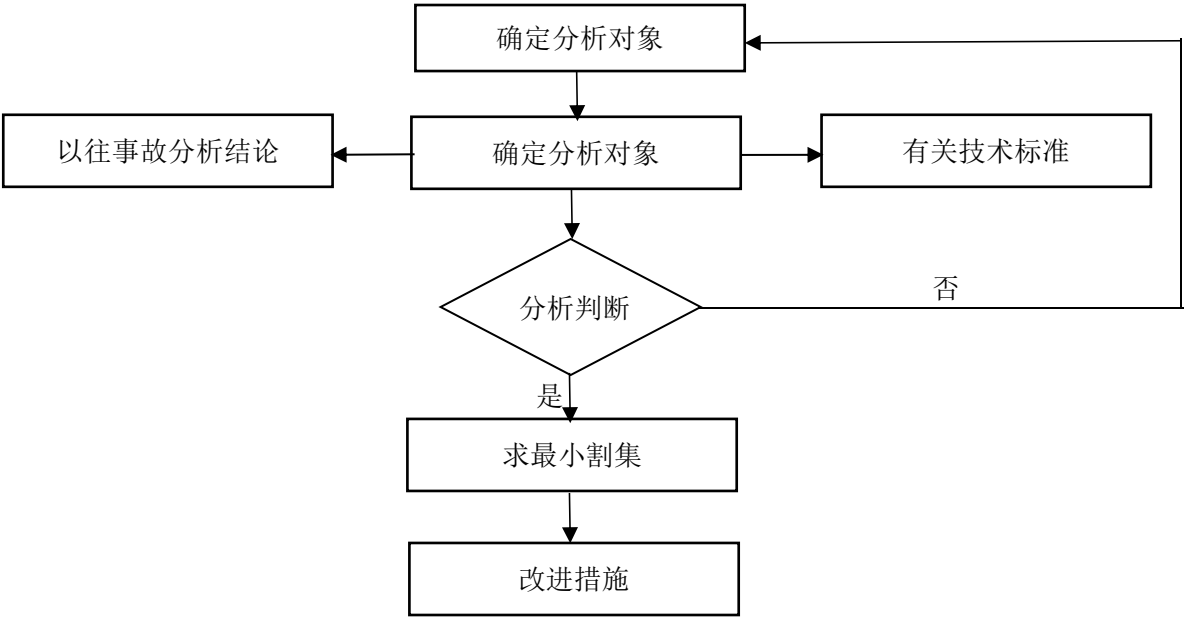 确定分析对象
以往事故分析结论
确定分析对象
有关技术标准
分析判断
否
是
求最小割集
改进措施